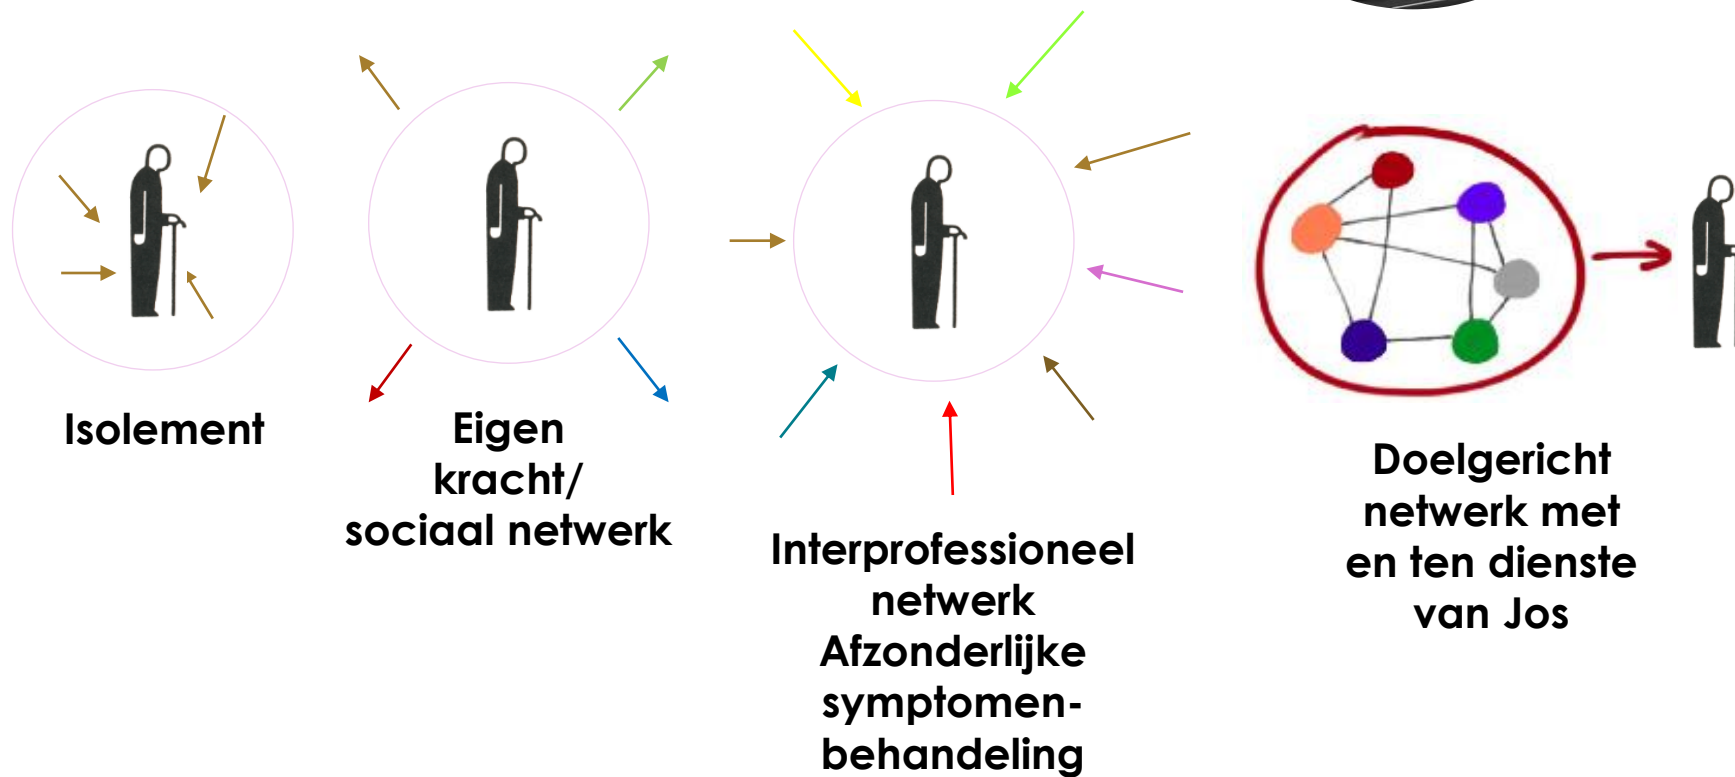 Isolement
Eigen
kracht/
sociaal netwerk
Interprofessioneel
netwerk
Afzonderlijke
symptomen-
behandeling
Doelgericht
netwerk met
en ten dienste
van Jos